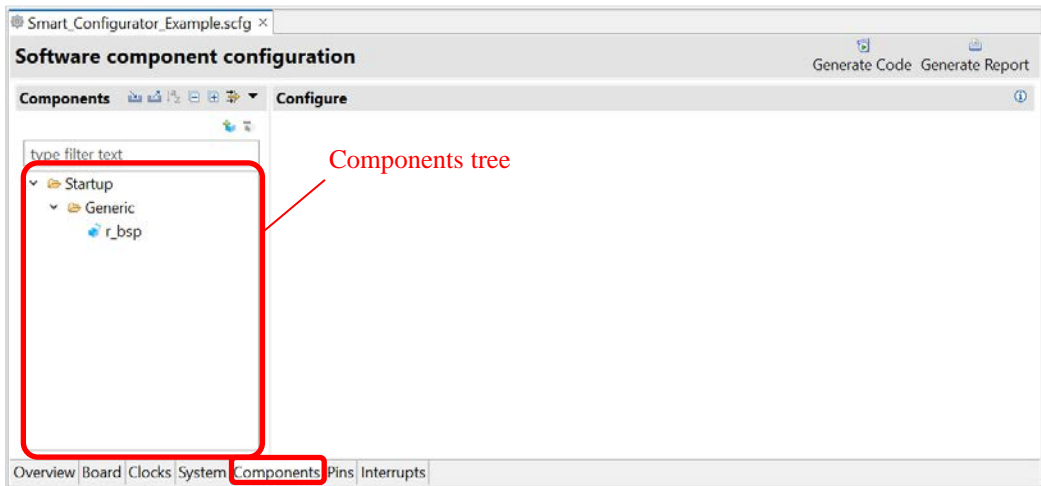 Smart_Configurator_Example.scfg ×
Software component configuration
Generate Code Generate Report
Components Configure
type filter text
Components tree
Startup
Generic
r_bsp
Overview Board Clocks System Components Pins Interrupts